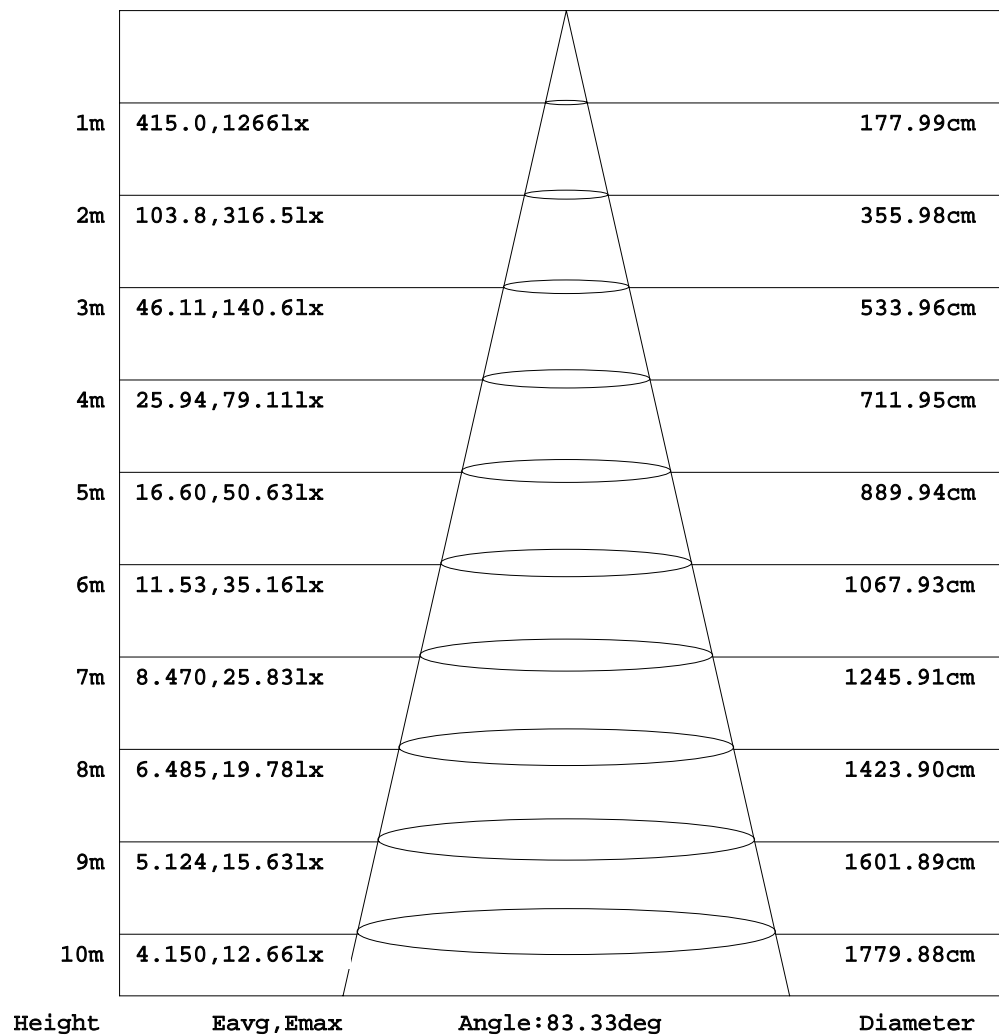 1m 415.0,1266lx 177.99cm
2m 103.8,316.5lx 355.98cm
3m 46.11,140.6lx 533.96cm
4m 25.94,79.11lx 711.95cm
5m 16.60,50.63lx 889.94cm
6m 11.53,35.16lx 1067.93cm
7m 8.470,25.83lx 1245.91cm
8m 6.485,19.78lx 1423.90cm
9m 5.124,15.63lx 1601.89cm
10m 4.150,12.66lx 1779.88cm
Height Eavg,Emax Angle:83.33deg Diameter